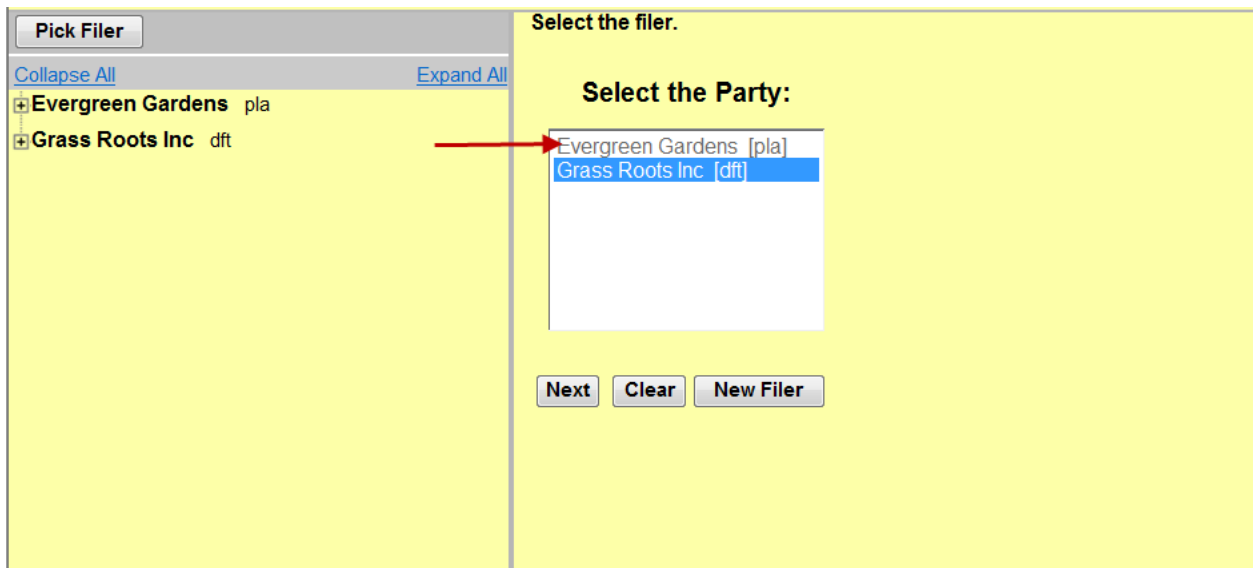 Pick Filer
Collapse All Expand All
Evergreen Gardens pla
Grass Roots Inc dft
Select the filer.
Select the Party:
Evergreen Gardens [pla]
Grass Roots Inc [dft]
Next Clear New Filer